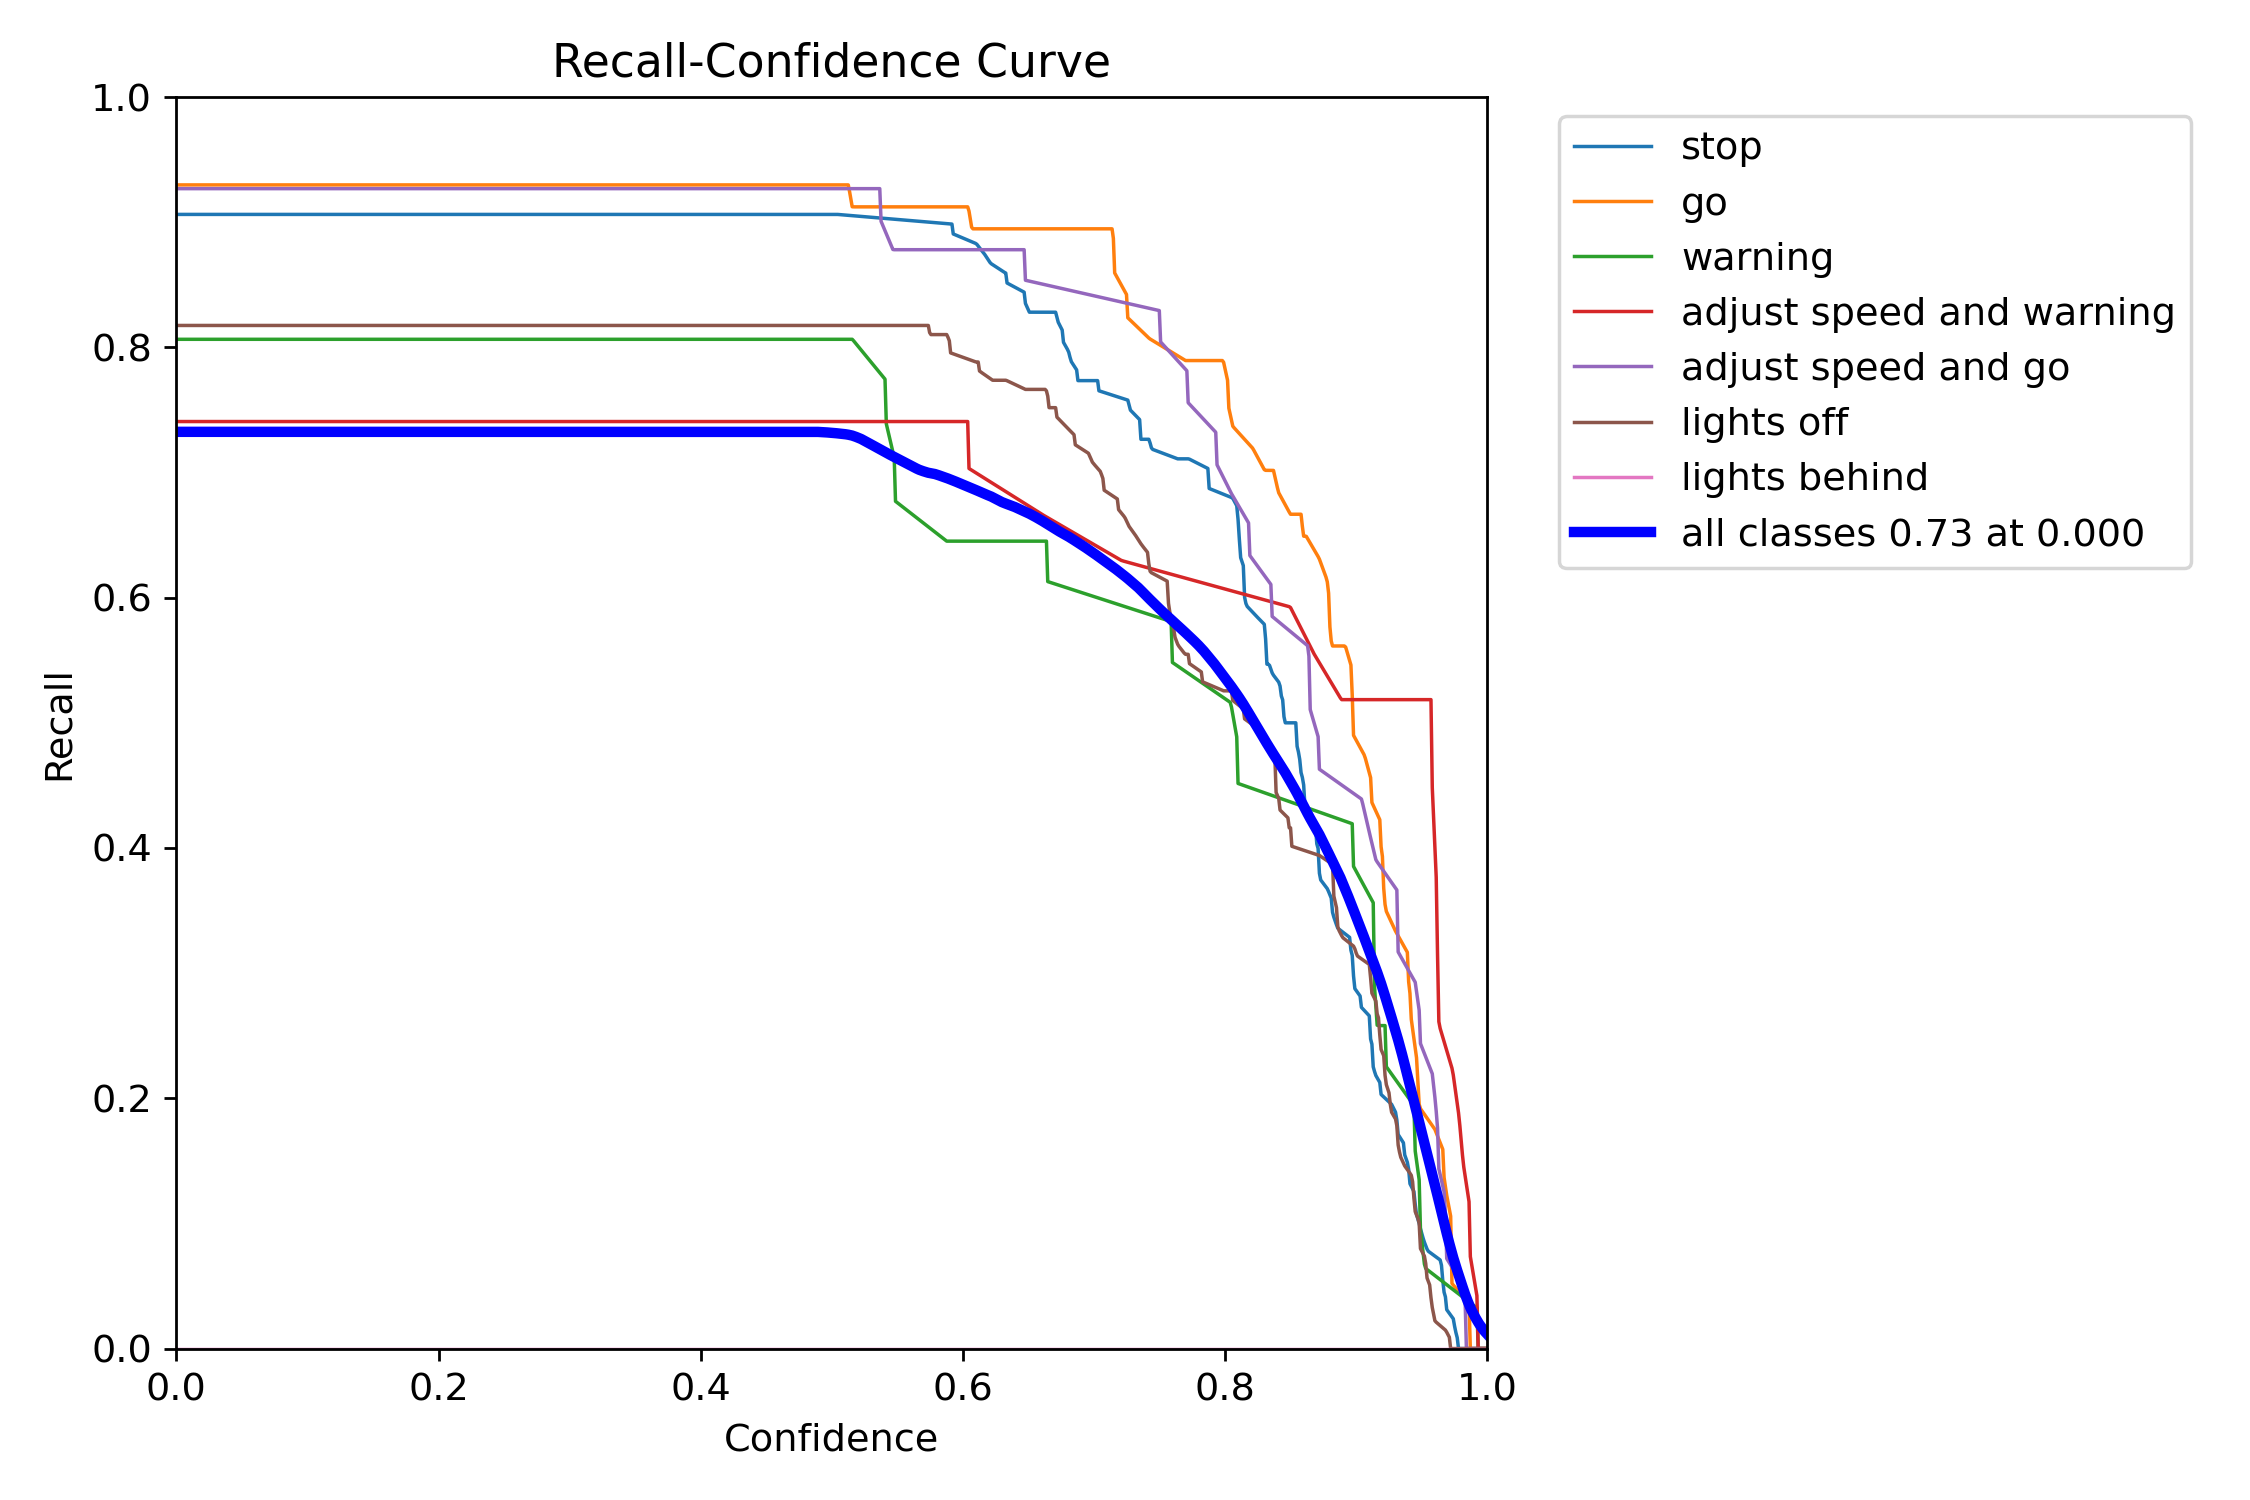 Recall-Confidence Curve
1.0
0.8
0.6
0.4
0.2
0.0
Recall
0.0 0.2 0.4 0.6 0.8 1.0
Confidence
stop
go
warning
adjust speed and warning
adjust speed and go
lights off
lights behind
all classes 0.73 at 0.000